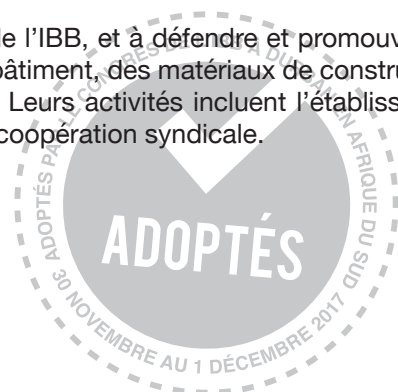 de l'IBB, et à défendre et promouv
bâtiment, des matériaux de constru
Leurs activités incluent l'établiss
coopération syndicale.
ADOPTÉS PAR LE CONGRÈS DE L'IBB À DURBAN EN AFRIQUE DU SUD
ADOPTÉS
30 NOVEMBRE AU 1 DÉCEMBRE 2017